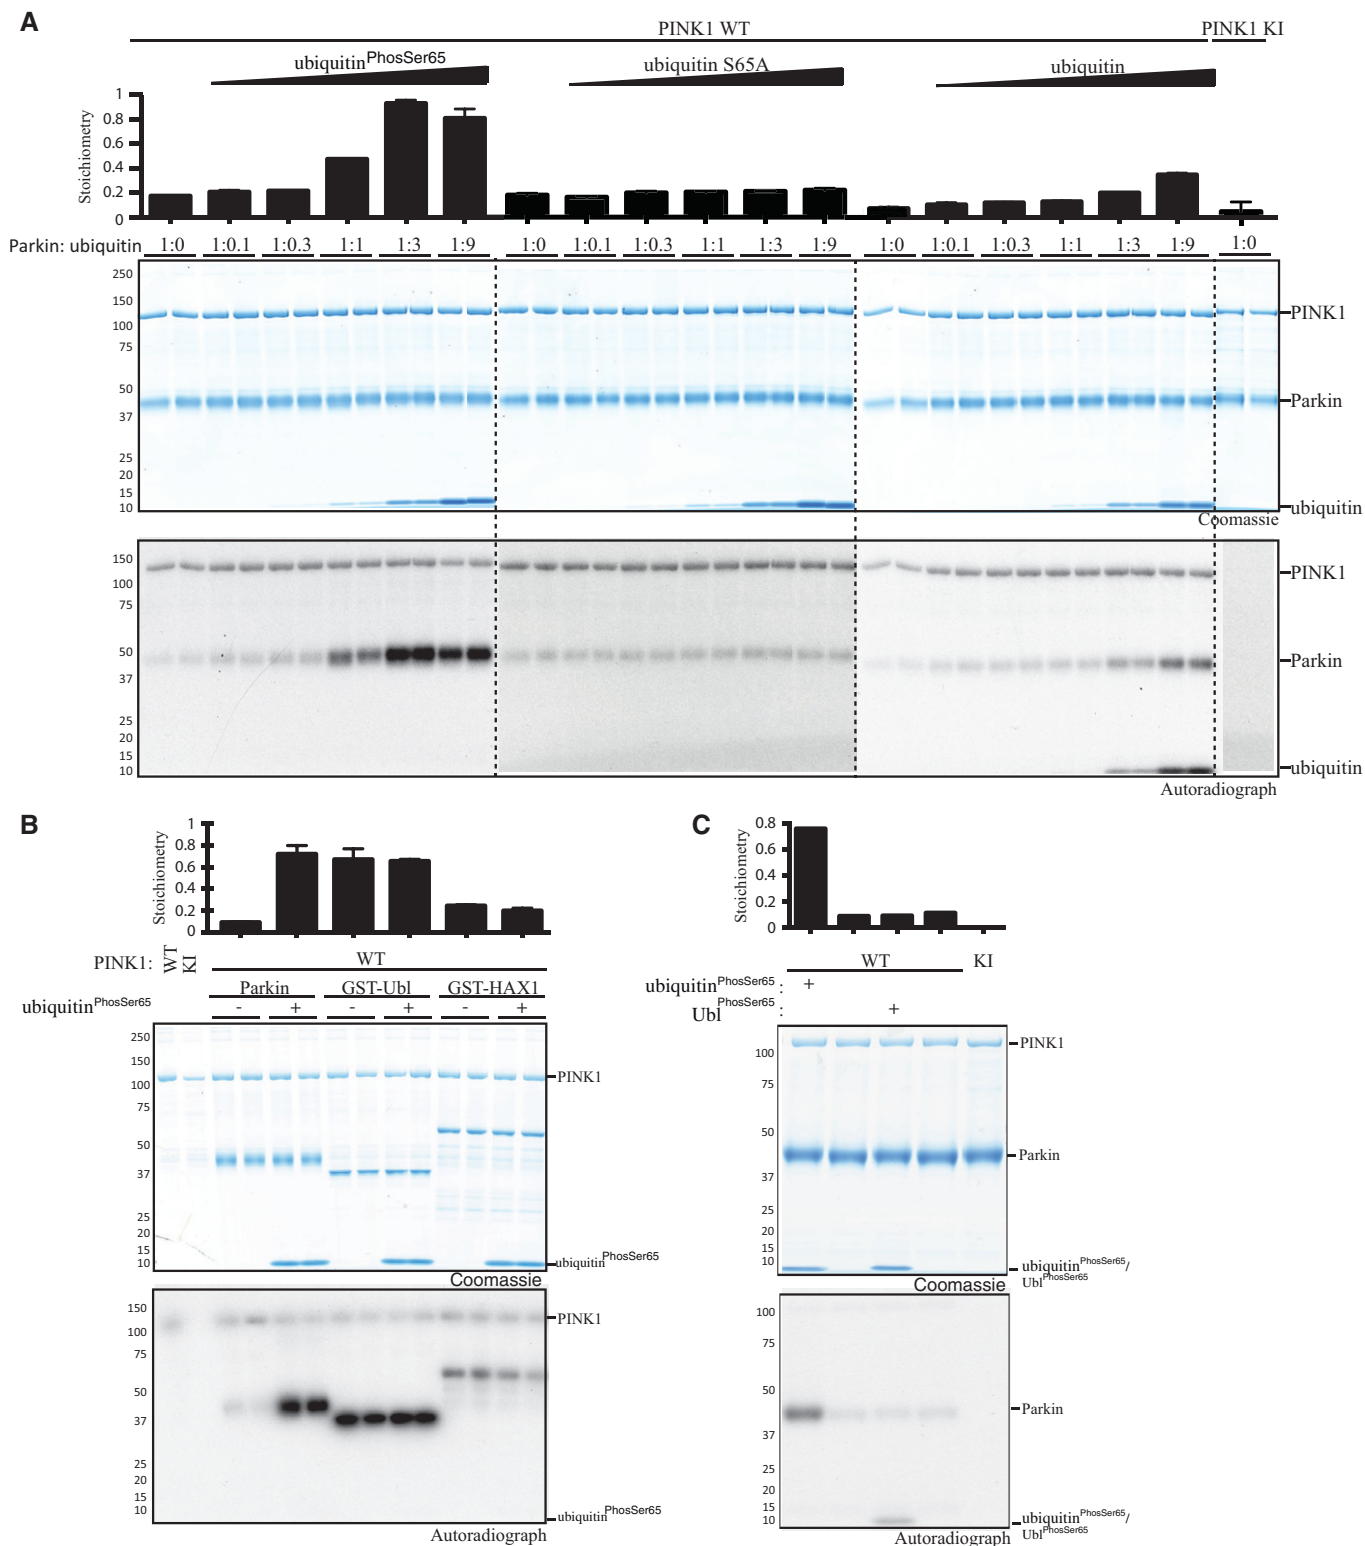 A
PINK1 WT
PINK1 KI
ubiquitinPhosSer65
ubiquitin S65A
ubiquitin
Stoichiometry
1
0.8
0.6
0.4
0.2
0
Parkin: ubiquitin 1:0 1:0.1 1:0.3 1:1 1:3 1:9 1:0 1:0.1 1:0.3 1:1 1:3 1:9 1:0 1:0.1 1:0.3 1:1 1:3 1:9 1:0
250
150
100
75
50
37
25
20
15
10
PINK1
Parkin
ubiquitin
Coomassie
150
100
75
50
37
25
20
15
10
PINK1
Parkin
ubiquitin
Autoradiograph
B
Stoichiometry
1
0.8
0.6
0.4
0.2
0
PINK1: WT KI WT
Parkin GST-Ubl GST-HAX1
ubiquitinPhosSer65 - + - + - +
250
150
100
75
50
37
25
20
15
10
PINK1
ubiquitinPhosSer65
Coomassie
150
100
75
50
37
25
20
15
10
PINK1
ubiquitinPhosSer65
Autoradiograph
C
Stoichiometry
0.8
0.6
0.4
0.2
0
WT KI
ubiquitinPhosSer65 : +
UblPhosSer65 : +
100
75
50
37
25
20
15
10
PINK1
Parkin
ubiquitinPhosSer65/
UblPhosSer65
Coomassie
100
75
50
37
25
20
15
10
Parkin
ubiquitinPhosSer65/
UblPhosSer65
Autoradiograph